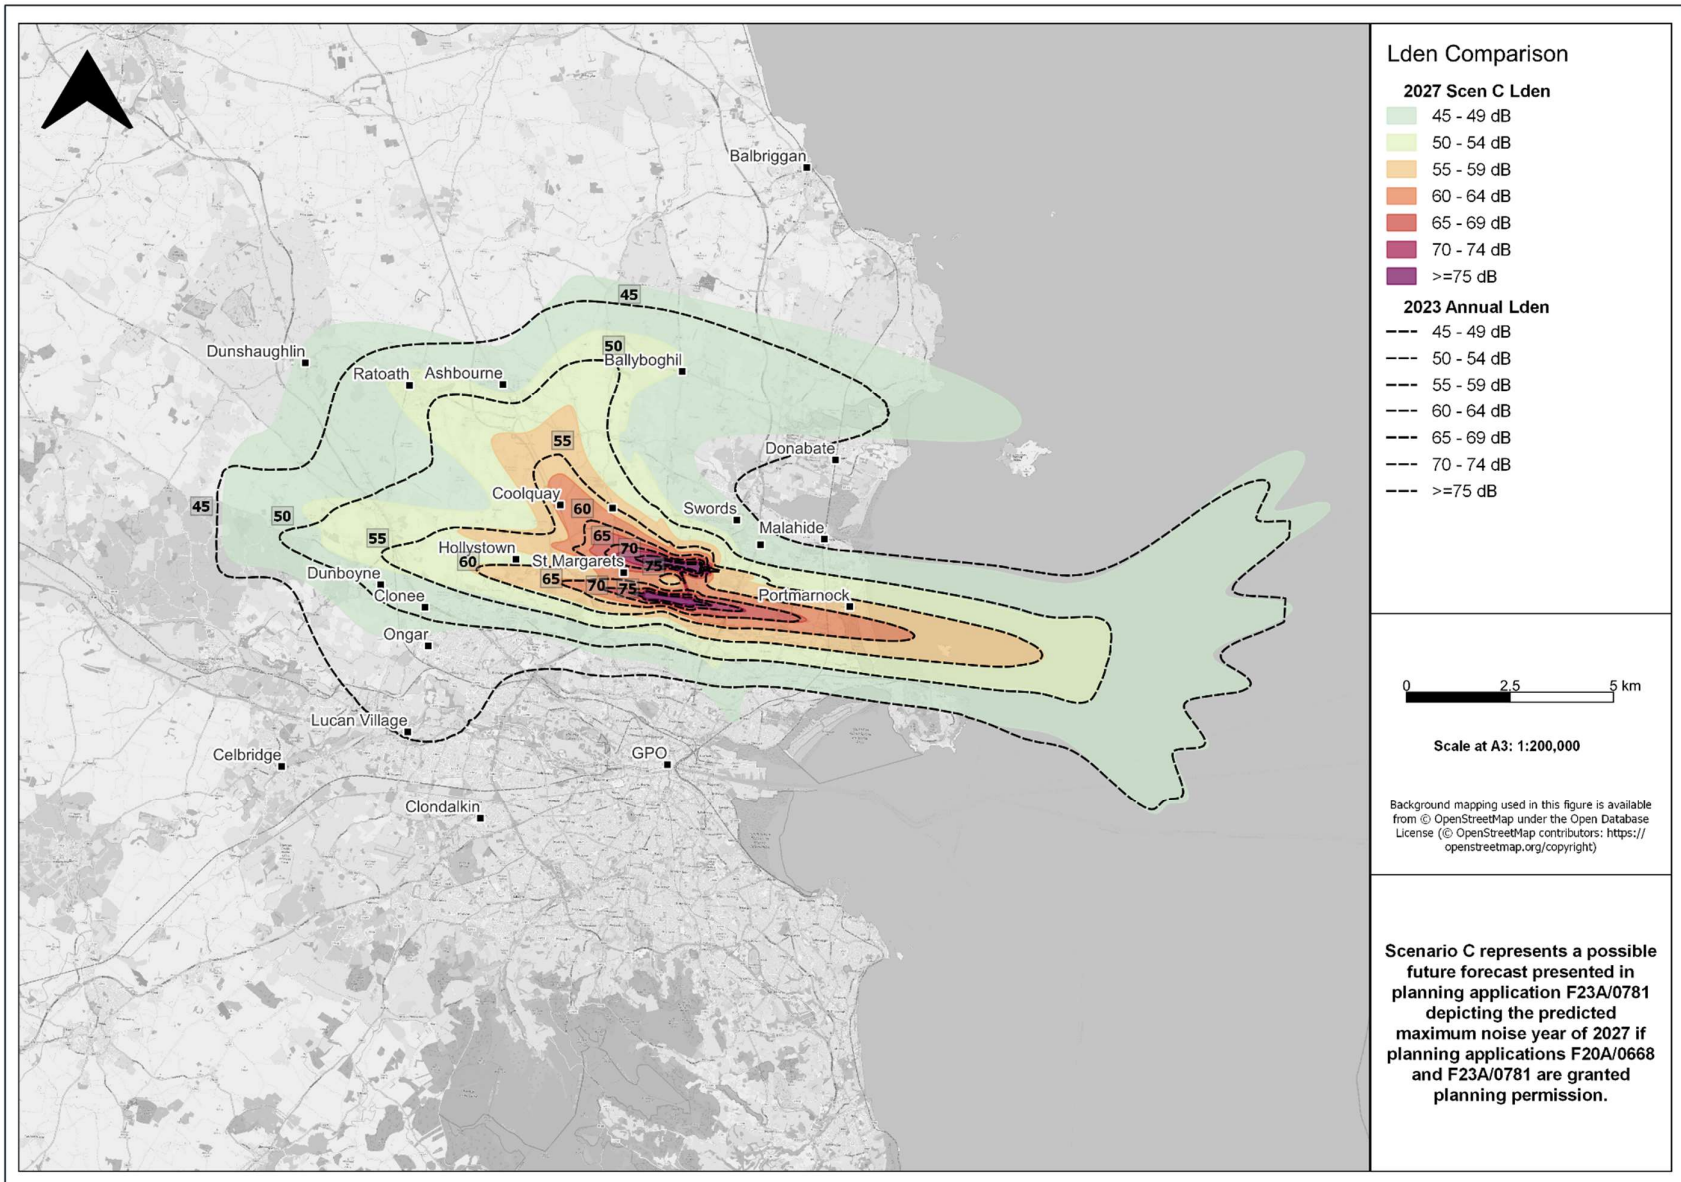 Lden Comparison
2027 Scen C Lden
45 - 49 dB
50 - 54 dB
55 - 59 dB
60 - 64 dB
65 - 69 dB
70 - 74 dB
>=75 dB
2023 Annual Lden
45 - 49 dB
50 - 54 dB
55 - 59 dB
60 - 64 dB
65 - 69 dB
70 - 74 dB
>=75 dB
0 2.5 5 km
Scale at A3: 1:200,000
Background mapping used in this figure is available
from © OpenStreetMap under the Open Database
License (© OpenStreetMap contributors: https://
openstreetmap.org/copyright)
Scenario C represents a possible
future forecast presented in
planning application F23A/0781
depicting the predicted
maximum noise year of 2027 if
planning applications F20A/0668
and F23A/0781 are granted
planning permission.
Balbriggan
45
50
Dunshaughlin
Ballyboghil
Ratoath
Ashbourne
55
Donabate
Coolquay
45
60
Swords
50
Malahide
65
55
Hollystown
70
60
St Margarets
75
Dunboyne
65
70
75
Clonee
Portmarnock
Ongar
Lucan Village
Celbridge
GPO
Clondalkin